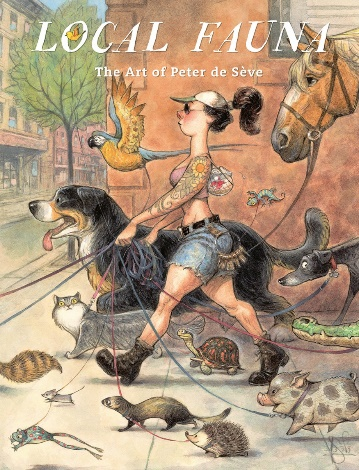 LOCAL FAUNA
The Art of Peter de Sève